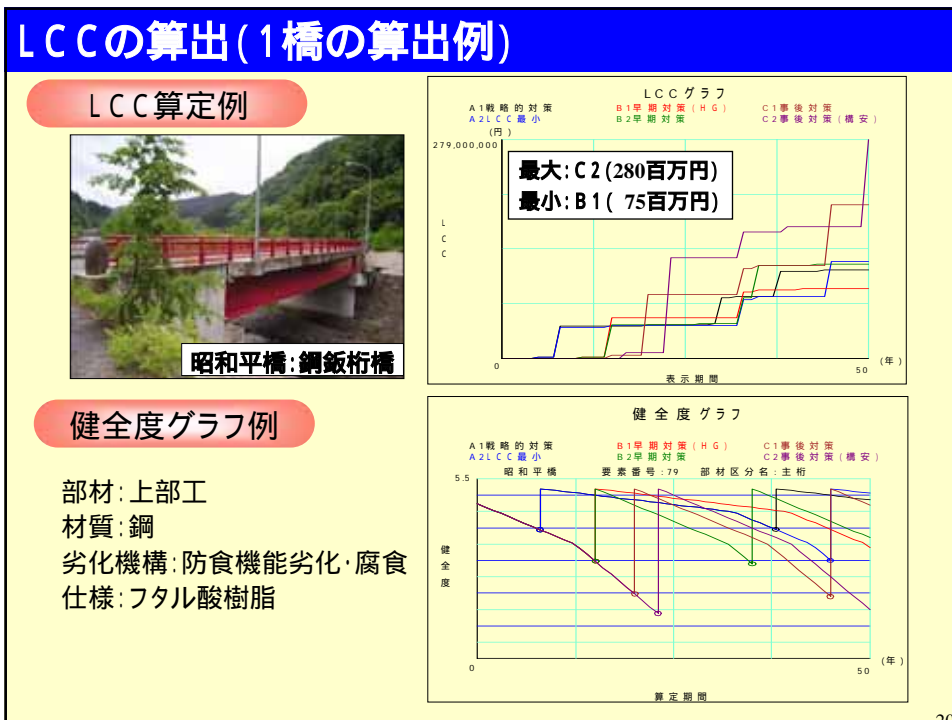 LCCの算出(1橋の算出例)
LCC算定例
昭和平橋:鋼鈑桁橋
LCCグラフ
A1戦略的対策 B1早期対策(HG) C1事後対策
A2LCC最小 B2早期対策 C2事後対策(橋安)
(円)
279,000,000
最大:C2(280百万円)
最小:B1( 75百万円)
LCC
0
50
(年)
表示期間
健全度グラフ例
部材:上部工
材質:鋼
劣化機構:防食機能劣化・腐食
仕様:フタル酸樹脂
健全度グラフ
A1戦略的対策 B1早期対策(HG) C1事後対策
A2LCC最小 B2早期対策 C2事後対策(橋安)
昭和平橋 要素番号:79 部材区分名:主桁
5.5
健全度
0
50
(年)
算定期間